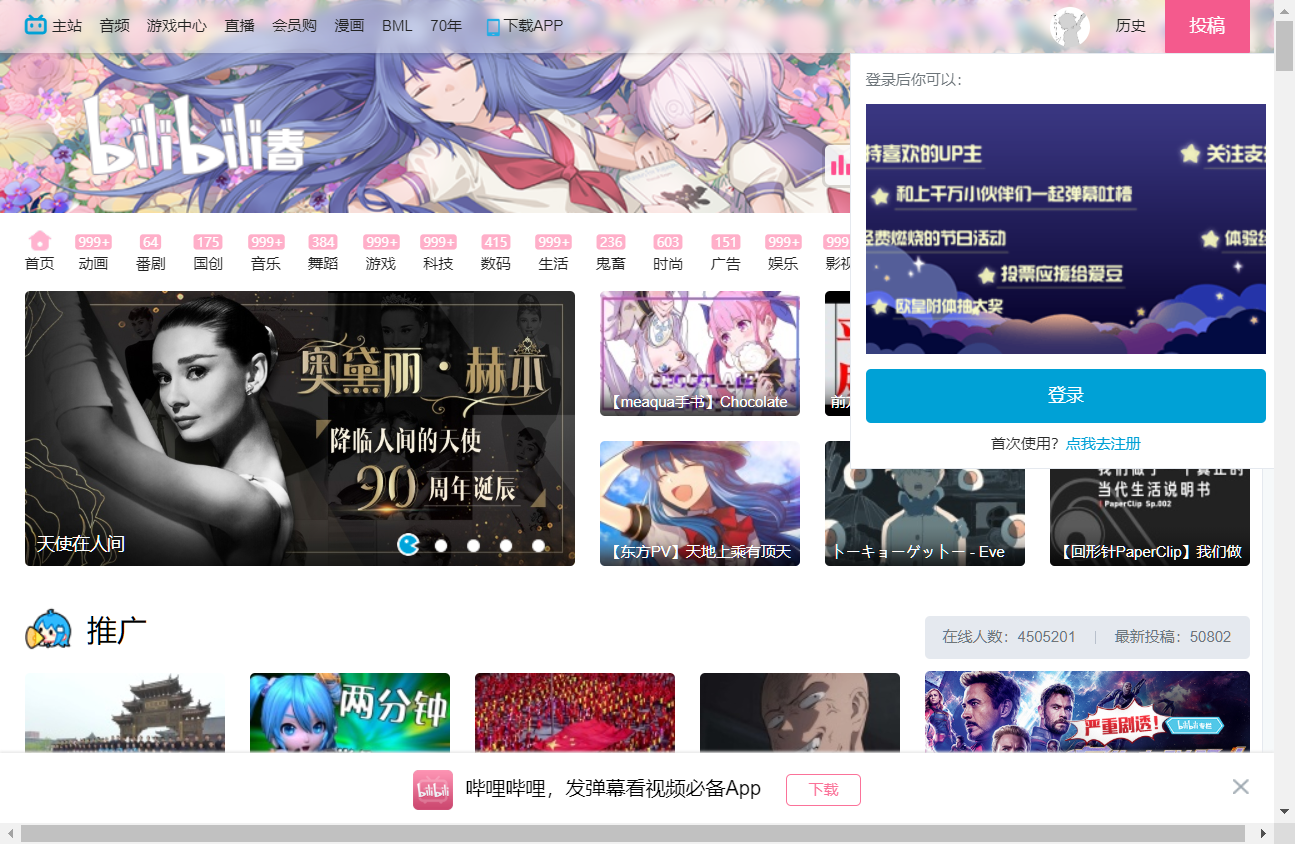 主站 音频 游戏中心 直播 会员购 漫画 BML 70年 下载APP 历史 投稿
登录后你可以：
bilibili春
持喜欢的UP主 关注支
和上千万小伙伴们一起弹幕吐槽
费燃烧的节日活动 体验
投票应援给爱豆
欧皇附体抽大奖
登录
首次使用？点我去注册
999+ 64 175 999+ 384 999+ 999+ 415 999+ 236 603 151 999+ 999
首页 动画 番剧 国创 音乐 舞蹈 游戏 科技 数码 生活 鬼畜 时尚 广告 娱乐 影视
奥黛丽·赫本
降临人间的天使
90周年诞辰
天使在人间
CHOCOLATE
【meaqua手书】Chocolate
前
【东方PV】天地上乘有顶天
トーキョーゲットー - Eve
当代生活说明书
PaperClip Sp.002
【回形针PaperClip】我们做
推广
在线人数：4505201 最新投稿：50802
两分钟
严重剧透！
bilibili
哔哩哔哩，发弹幕看视频必备App
下载